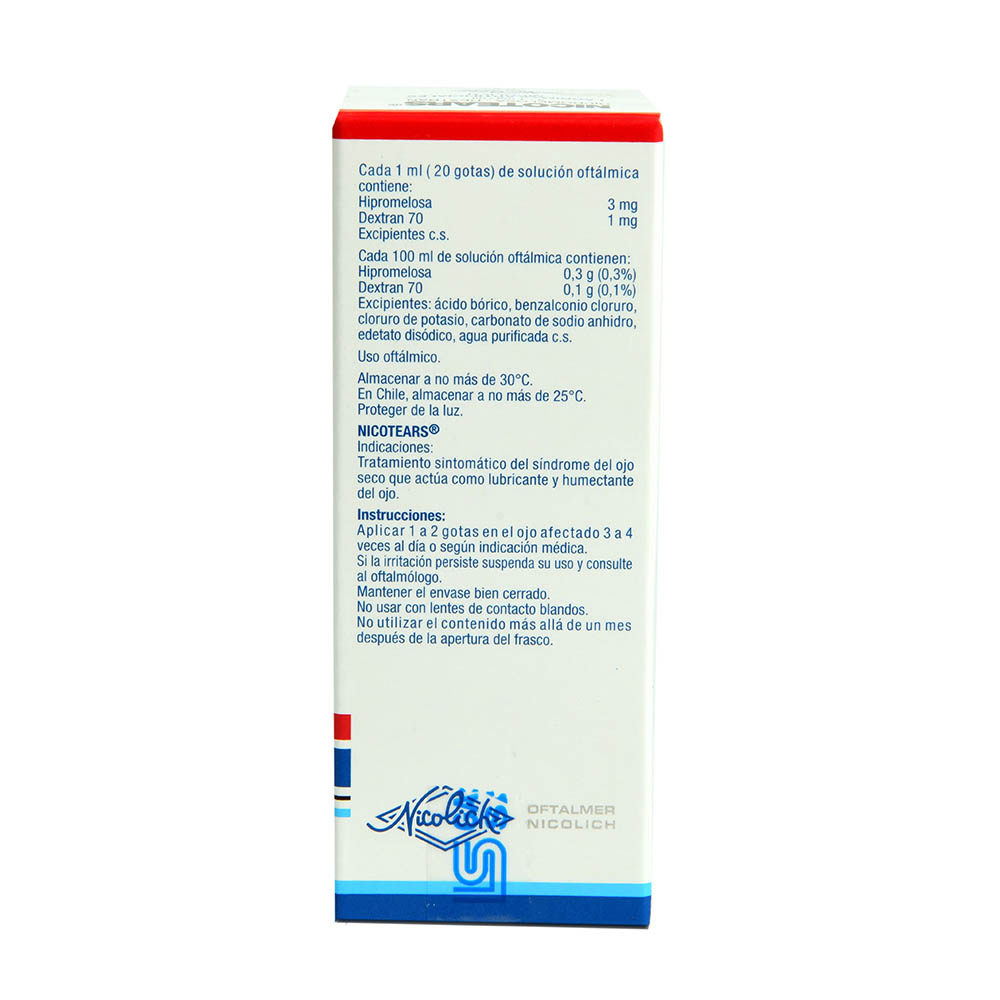 NICOTEARS®
Cada 1 ml ( 20 gotas) de solución oftálmica
contiene:
Hipromelosa 3 mg
Dextran 70 1 mg
Excipientes c.s.
Cada 100 ml de solución oftálmica contienen:
Hipromelosa 0,3 g (0,3%)
Dextran 70 0,1 g (0,1%)
Excipientes: ácido bórico, benzalconio cloruro,
cloruro de potasio, carbonato de sodio anhidro,
edetato disódico, agua purificada c.s.
Uso oftálmico.
Almacenar a no más de 30°C.
En Chile, almacenar a no más de 25°C.
Proteger de la luz.
NICOTEARS®
Indicaciones:
Tratamiento sintomático del síndrome del ojo
seco que actúa como lubricante y humectante
del ojo.
Instrucciones:
Aplicar 1 a 2 gotas en el ojo afectado 3 a 4
veces al día o según indicación médica.
Si la irritación persiste suspenda su uso y consulte
al oftalmólogo.
Mantener el envase bien cerrado.
No usar con lentes de contacto blandos.
No utilizar el contenido más allá de un mes
después de la apertura del frasco.
Nicolich
OFTALMER
NICOLICH